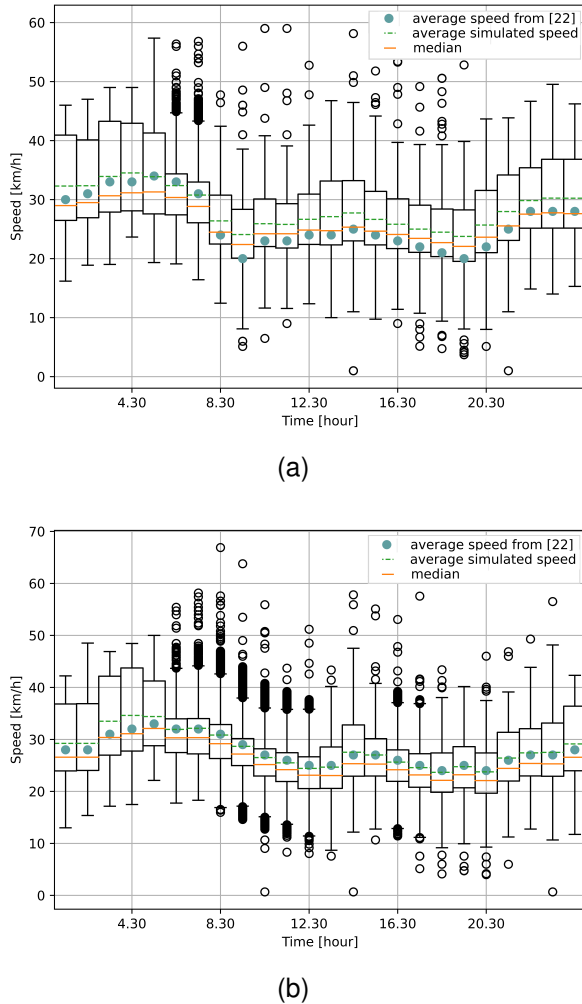 60
50
40
30
20
10
0
Speed [km/h]
average speed from [22]
average simulated speed
median
4.30
8.30
12.30
16.30
20.30
Time [hour]
(a)
70
60
50
40
30
20
10
0
Speed [km/h]
average speed from [22]
average simulated speed
median
4.30
8.30
12.30
16.30
20.30
Time [hour]
(b)